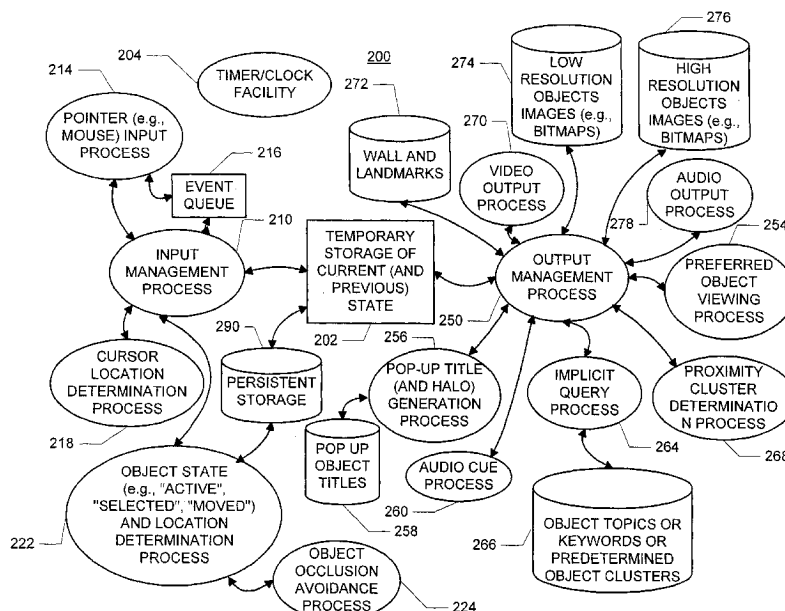 214
204
TIMER/CLOCK
FACILITY
200
272
274
LOW
RESOLUTION
OBJECTS
IMAGES (e.g.,
BITMAPS)
276
HIGH
RESOLUTION
OBJECTS
IMAGES (e.g.,
BITMAPS)
POINTER (e.g.,
MOUSE) INPUT
PROCESS
216
EVENT
QUEUE
210
WALL AND
LANDMARKS
270
VIDEO
OUTPUT
PROCESS
278
AUDIO
OUTPUT
PROCESS
254
INPUT
MANAGEMENT
PROCESS
TEMPORARY
STORAGE OF
CURRENT (AND
PREVIOUS)
STATE
202
OUTPUT
MANAGEMENT
PROCESS
250
PREFERRED
OBJECT
VIEWING
PROCESS
290
PERSISTENT
STORAGE
256
POP-UP TITLE
(AND HALO)
GENERATION
PROCESS
CURSOR
LOCATION
DETERMINATION
PROCESS
218
IMPLICIT
QUERY
PROCESS
264
PROXIMITY
CLUSTER
DETERMINATIO
N PROCESS
268
POP UP
OBJECT
TITLES
258
AUDIO CUE
PROCESS
260
OBJECT STATE
(e.g., "ACTIVE",
"SELECTED", "MOVED")
AND LOCATION
DETERMINATION
PROCESS
222
OBJECT
OCCLUSION
AVOIDANCE
PROCESS
224
266
OBJECT TOPICS OR
KEYWORDS OR
PREDETERMINED
OBJECT CLUSTERS